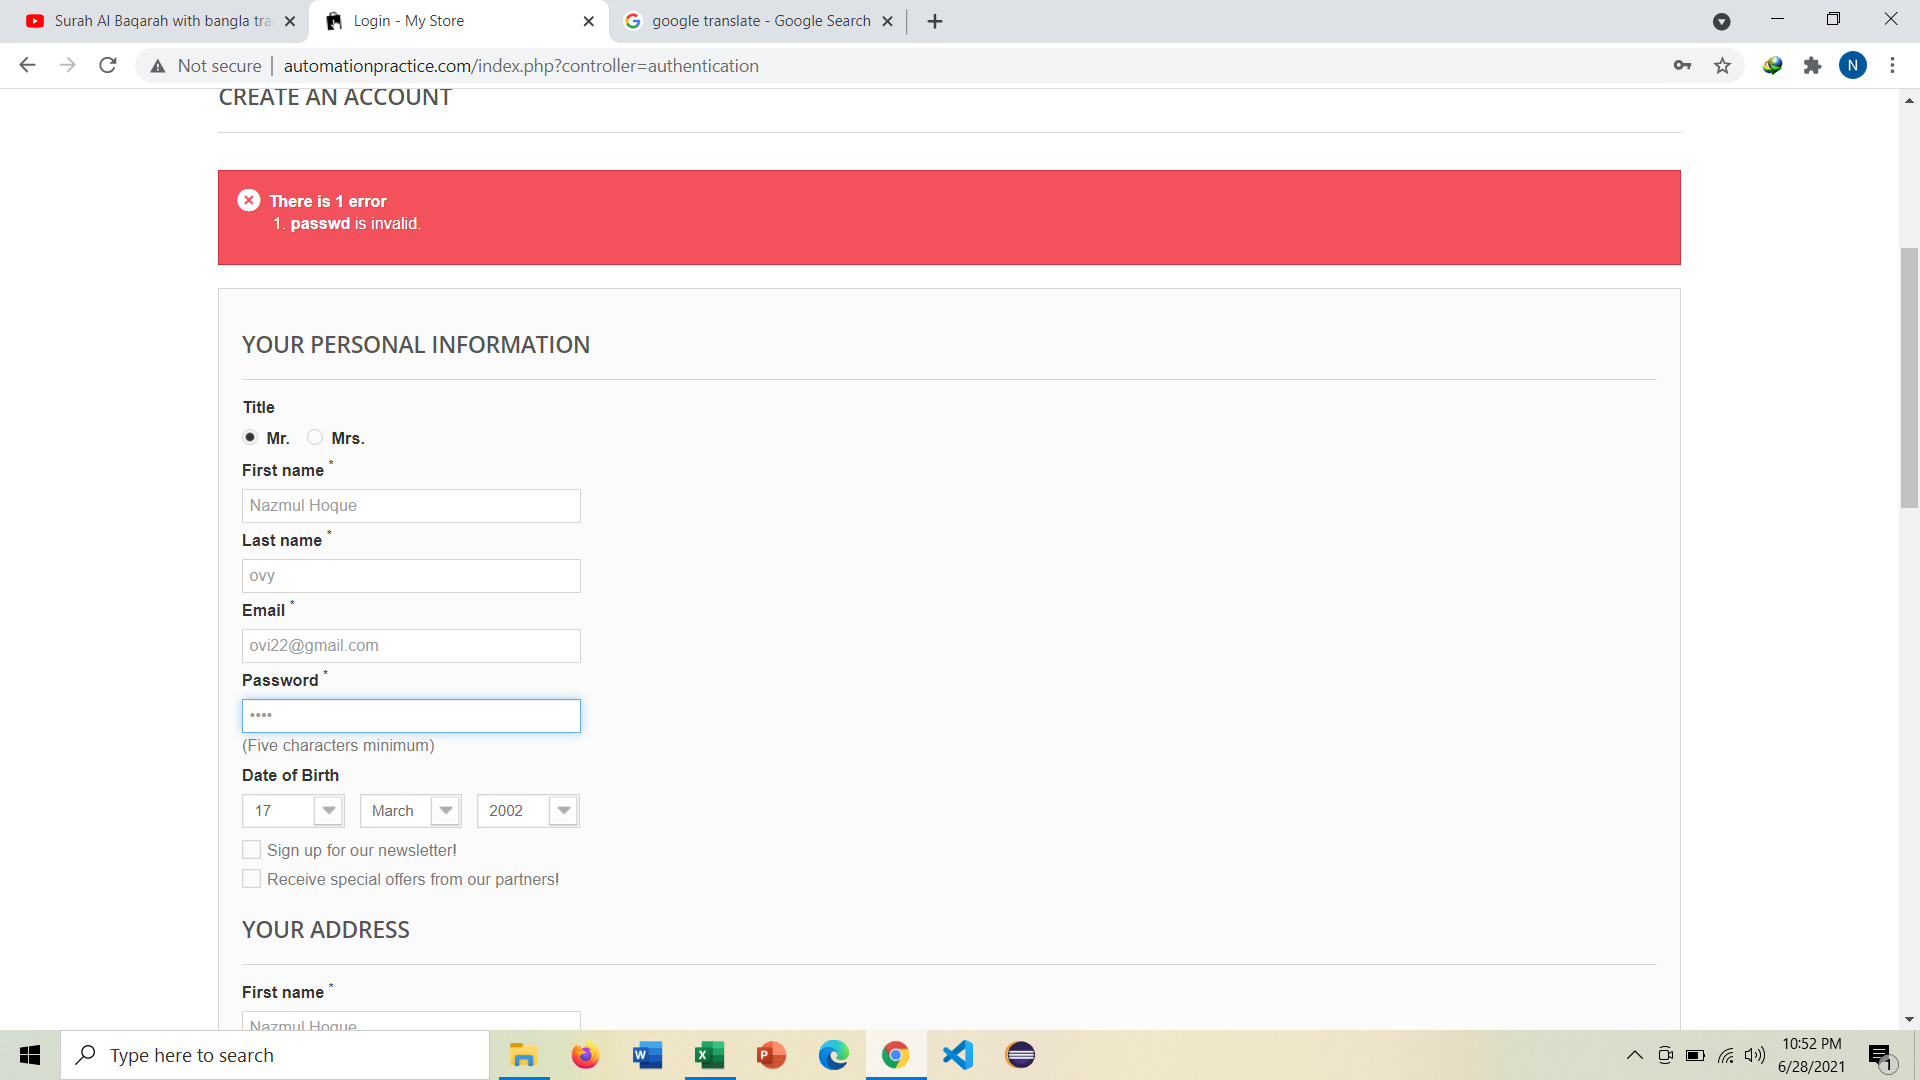 Surah Al Baqarah with bangla tra
Login - My Store
google translate - Google Search
Not secure
automationpractice.com/index.php?controller=authentication
N
CREATE AN ACCOUNT
There is 1 error
1. passwd is invalid.
YOUR PERSONAL INFORMATION
Title
Mr. Mrs.
First name *
Nazmul Hoque
Last name *
ovy
Email *
ovi22@gmail.com
Password *
••••
(Five characters minimum)
Date of Birth
17 March 2002
Sign up for our newsletter!
Receive special offers from our partners!
YOUR ADDRESS
First name *
Nazmul Hoque
Type here to search
10:52 PM
6/28/2021
1